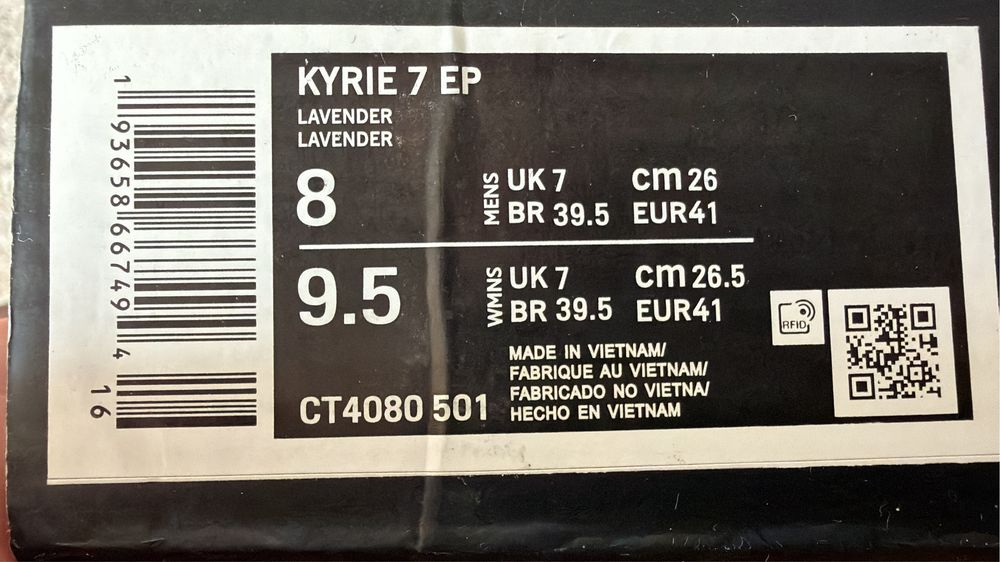 KYRIE 7 EP
LAVENDER
LAVENDER
8
MENS
UK 7 CM 26
BR 39.5 EUR41
9.5
WMNS
UK 7 CM 26.5
BR 39.5 EUR41
RFID
MADE IN VIETNAM/
FABRIQUE AU VIETNAM/
FABRICADO NO VIETNA/
HECHO EN VIETNAM
CT4080 501
1 93658 66749 4
16